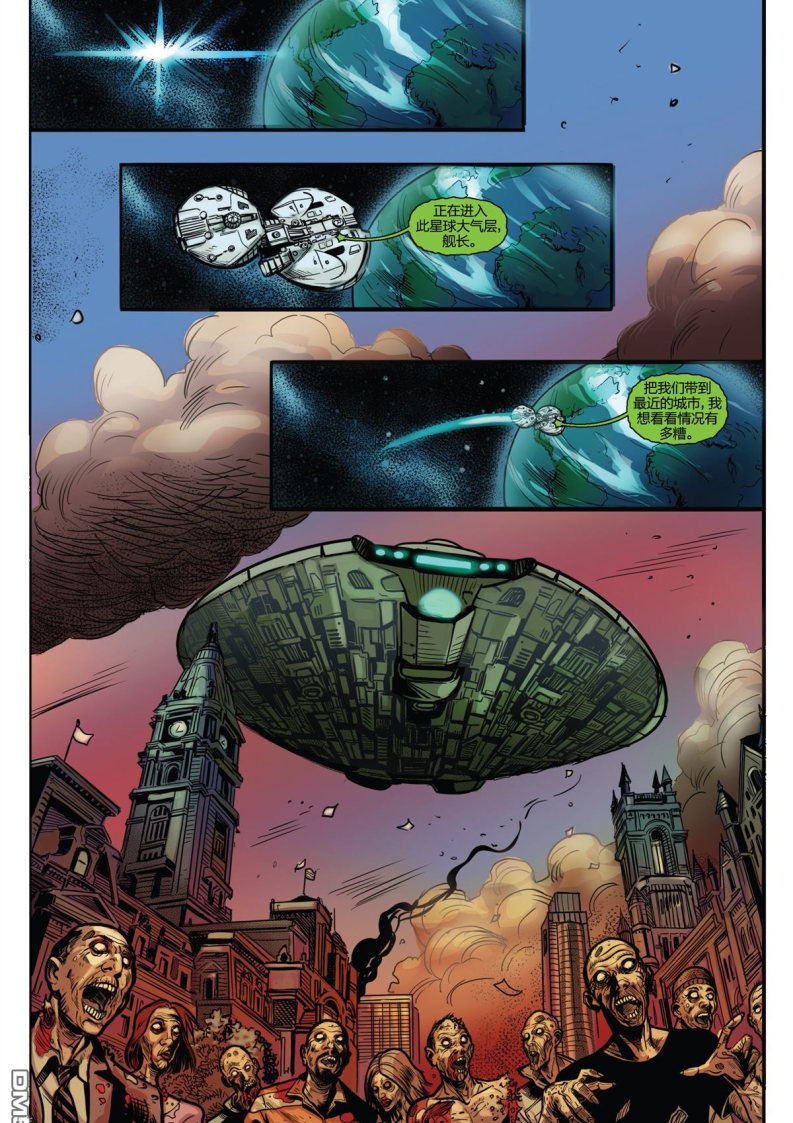 正在进入
此星球大气层,
舰长。
把我们带到
最近的城市, 我
想看看情况有
多糟。